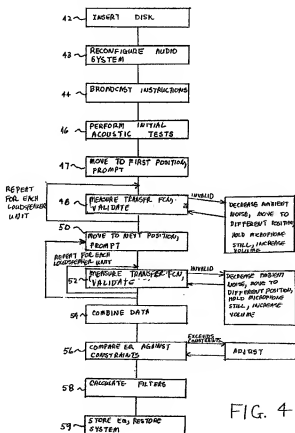 42
INSERT DISK
43
RECONFIGURE AUDIO
SYSTEM
44
BROADCAST INSTRUCTIONS
46
PERFORM INITIAL
ACOUSTIC TESTS
47
MOVE TO FIRST POSITION,
PROMPT
REPEAT
FOR EACH
LOUDSPEAKER
UNIT
48
MEASURE TRANSFER FCN,
VALIDATE
INVALID
DECREASE AMBIENT
NOISE, MOVE TO
DIFFERENT POSITION,
HOLD MICROPHONE
STILL, INCREASE
VOLUME
50
MOVE TO NEXT POSITION,
PROMPT
REPEAT FOR EACH
LOUDSPEAKER UNIT
52
MEASURE TRANSFER FCN,
VALIDATE
INVALID
DECREASE AMBIENT
NOISE, MOVE TO
DIFFERENT POSITION,
HOLD MICROPHONE
STILL, INCREASE
VOLUME
54
COMBINE DATA
56
COMPARE EQ AGAINST
CONSTRAINTS
EXCEEDS
CONSTRAINTS
ADJUST
58
CALCULATE FILTERS
59
STORE EQ, RESTORE
SYSTEM
FIG. 4